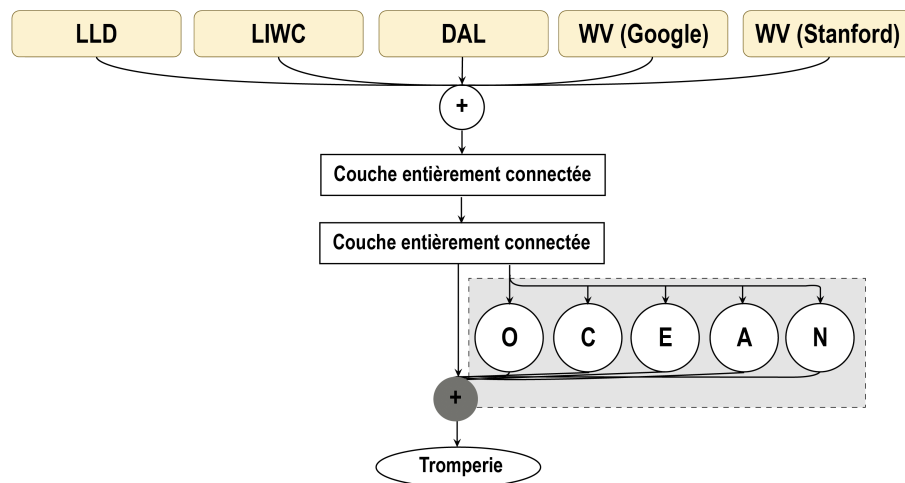 LLD
LIWC
DAL
WV (Google)
WV (Stanford)
+
Couche entièrement connectée
Couche entièrement connectée
O
C
E
A
N
+
Tromperie